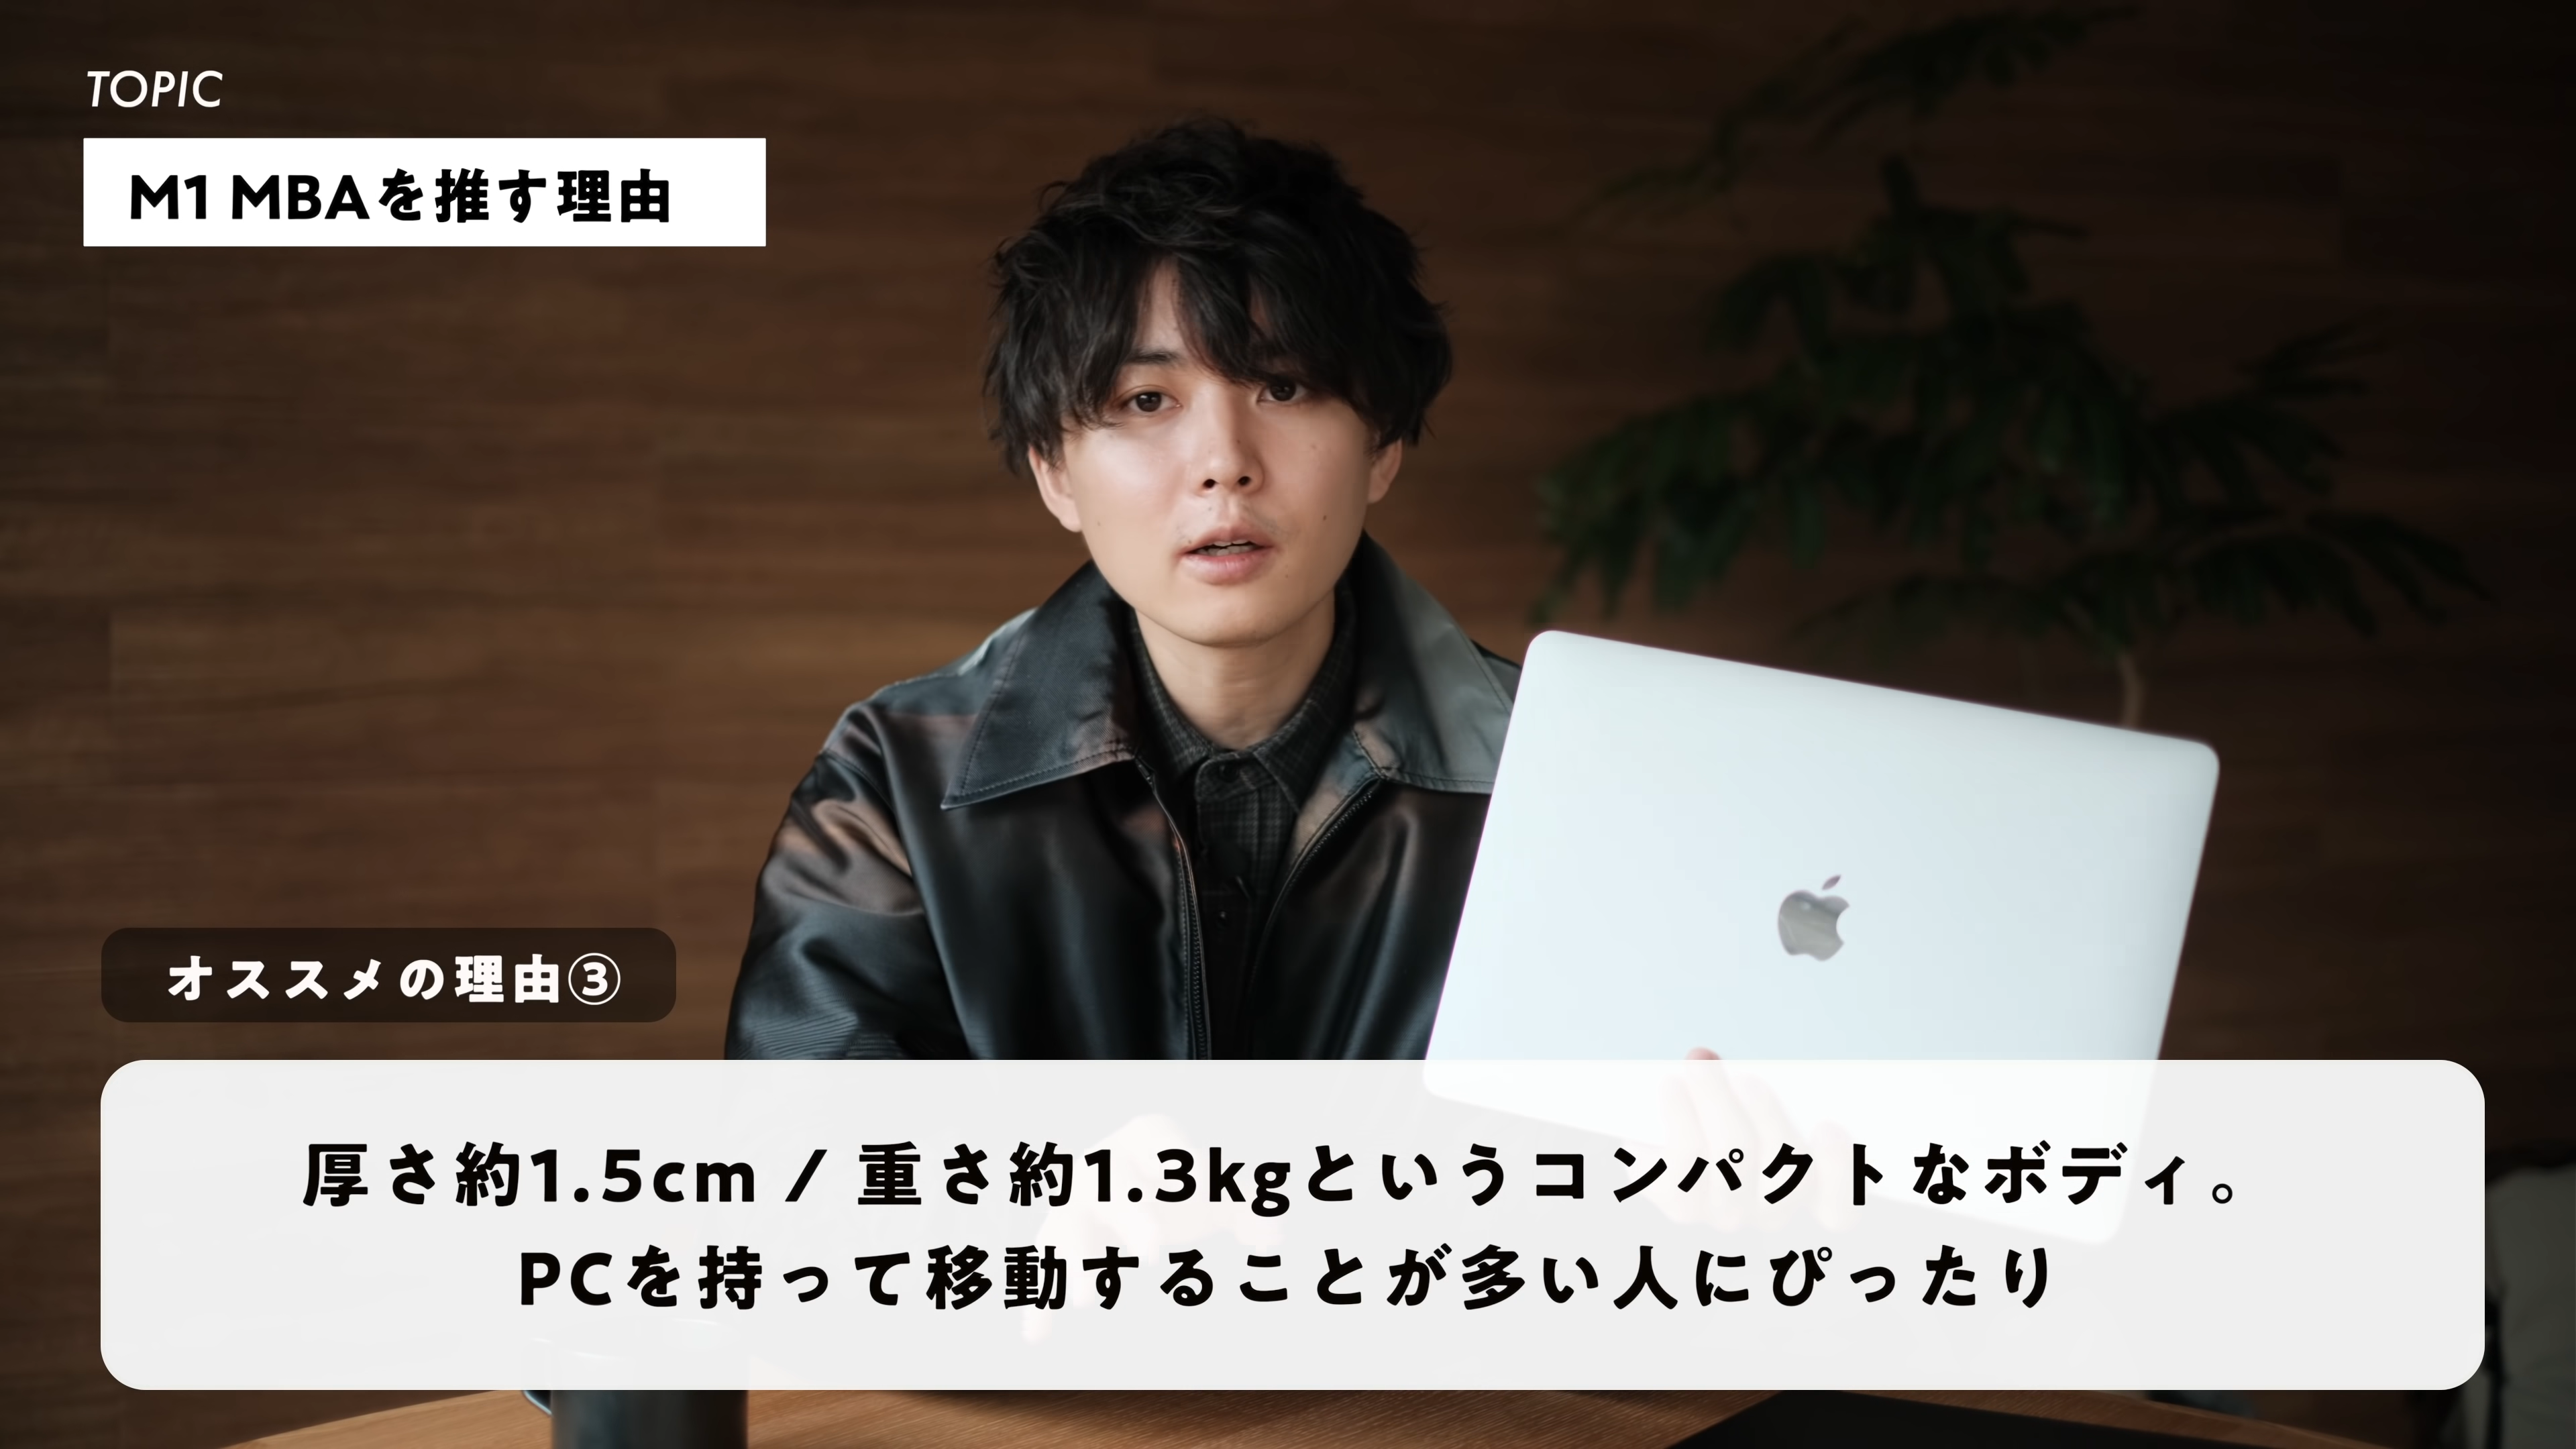 TOPIC
M1 MBAを推す理由
オススメの理由③
厚さ約1.5cm / 重さ約1.3kgというコンパクトなボディ。
PCを持って移動することが多い人にぴったり